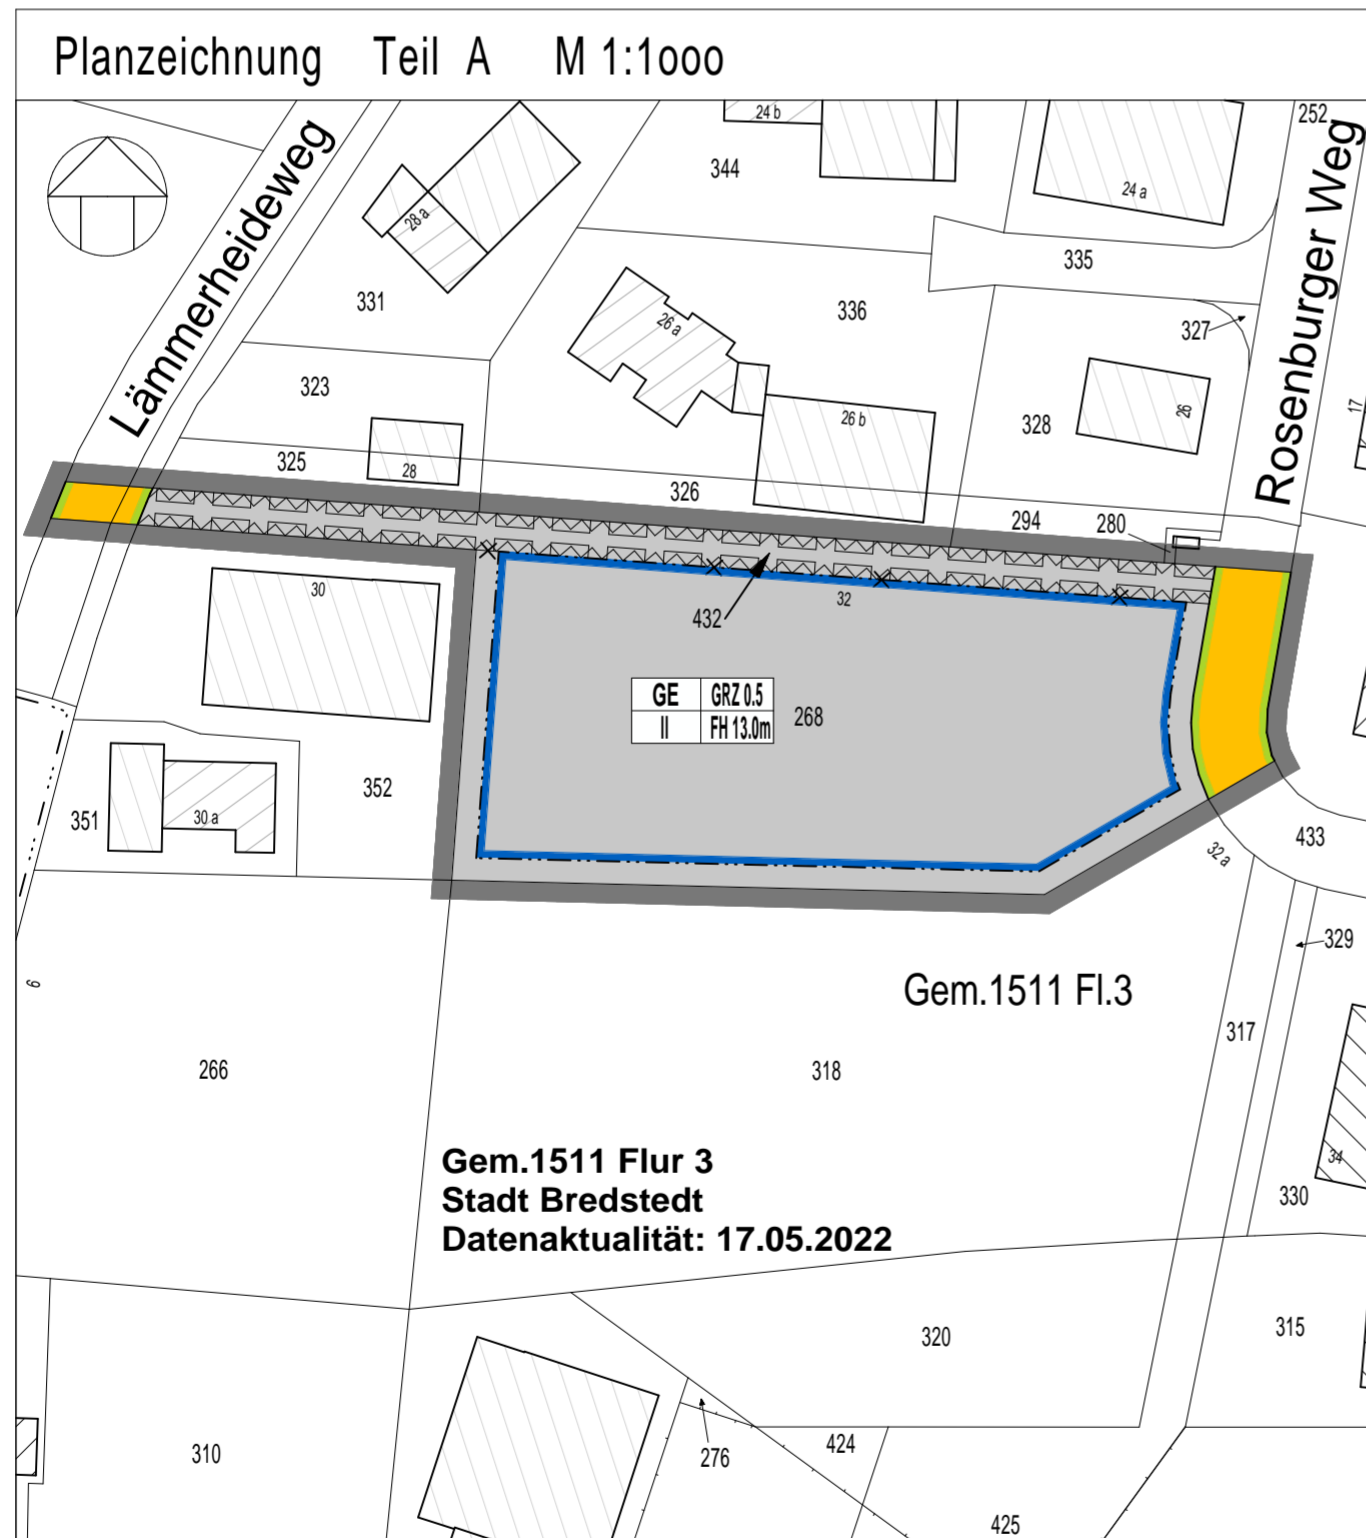 Planzeichnung Teil A M 1:1ooo
252
24 b
344
24 a
Lämmerheideweg
Rosenburger Weg
28 a
335
331
336
327
26 a
323
26
17
26 b
328
325
28
326
294
280
30
32
432
GE GRZ 0.5
II FH 13.0m
268
352
351
30 a
433
32 a
329
Gem.1511 Fl.3
6
317
266
318
Gem.1511 Flur 3
Stadt Bredstedt
Datenaktualität: 17.05.2022
34
330
320
315
310
276
424
425